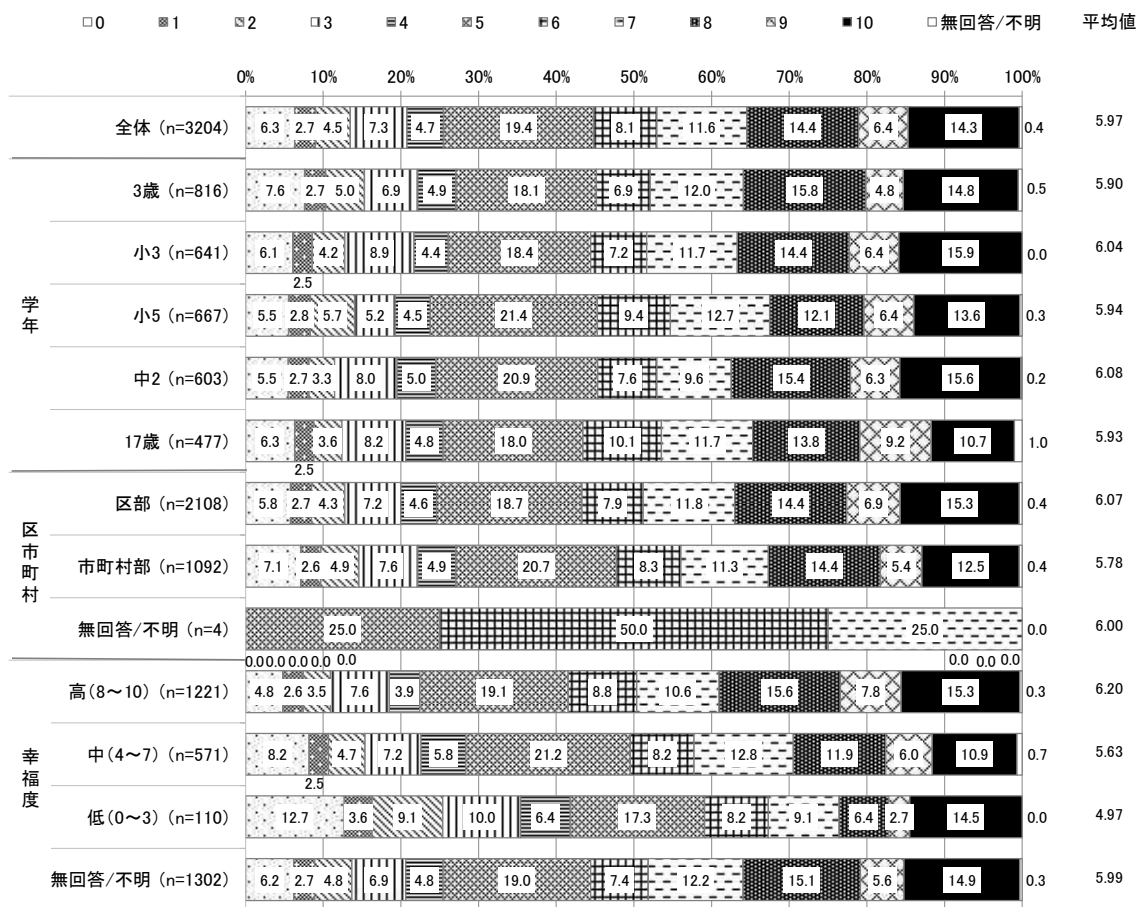 0 1 2 3 4 5 6 7 8 9 10 無回答/不明 平均値
0% 10% 20% 30% 40% 50% 60% 70% 80% 90% 100%
全体 (n=3204) 6.3 2.7 4.5 7.3 4.7 19.4 8.1 11.6 14.4 6.4 14.3 0.4 5.97
学年
3歳 (n=816) 7.6 2.7 5.0 6.9 4.9 18.1 6.9 12.0 15.8 4.8 14.8 0.5 5.90
小3 (n=641) 6.1 4.2 8.9 4.4 18.4 7.2 11.7 14.4 6.4 15.9 0.0 6.04
2.5
小5 (n=667) 5.5 2.8 5.7 5.2 4.5 21.4 9.4 12.7 12.1 6.4 13.6 0.3 5.94
中2 (n=603) 5.5 2.7 3.3 8.0 5.0 20.9 7.6 9.6 15.4 6.3 15.6 0.2 6.08
17歳 (n=477) 6.3 3.6 8.2 4.8 18.0 10.1 11.7 13.8 9.2 10.7 1.0 5.93
2.5
区市町村
区部 (n=2108) 5.8 2.7 4.3 7.2 4.6 18.7 7.9 11.8 14.4 6.9 15.3 0.4 6.07
市町村部 (n=1092) 7.1 2.6 4.9 7.6 4.9 20.7 8.3 11.3 14.4 5.4 12.5 0.4 5.78
無回答/不明 (n=4) 25.0 50.0 25.0 0.0 6.00
0.0 0.0 0.0 0.0 0.0 0.0 0.0 0.0
幸福度
高(8～10) (n=1221) 4.8 2.6 3.5 7.6 3.9 19.1 8.8 10.6 15.6 7.8 15.3 0.3 6.20
中(4～7) (n=571) 8.2 4.7 7.2 5.8 21.2 8.2 12.8 11.9 6.0 10.9 0.7 5.63
2.5
低(0～3) (n=110) 12.7 3.6 9.1 10.0 6.4 17.3 8.2 9.1 6.4 2.7 14.5 0.0 4.97
無回答/不明 (n=1302) 6.2 2.7 4.8 6.9 4.8 19.0 7.4 12.2 15.1 5.6 14.9 0.3 5.99